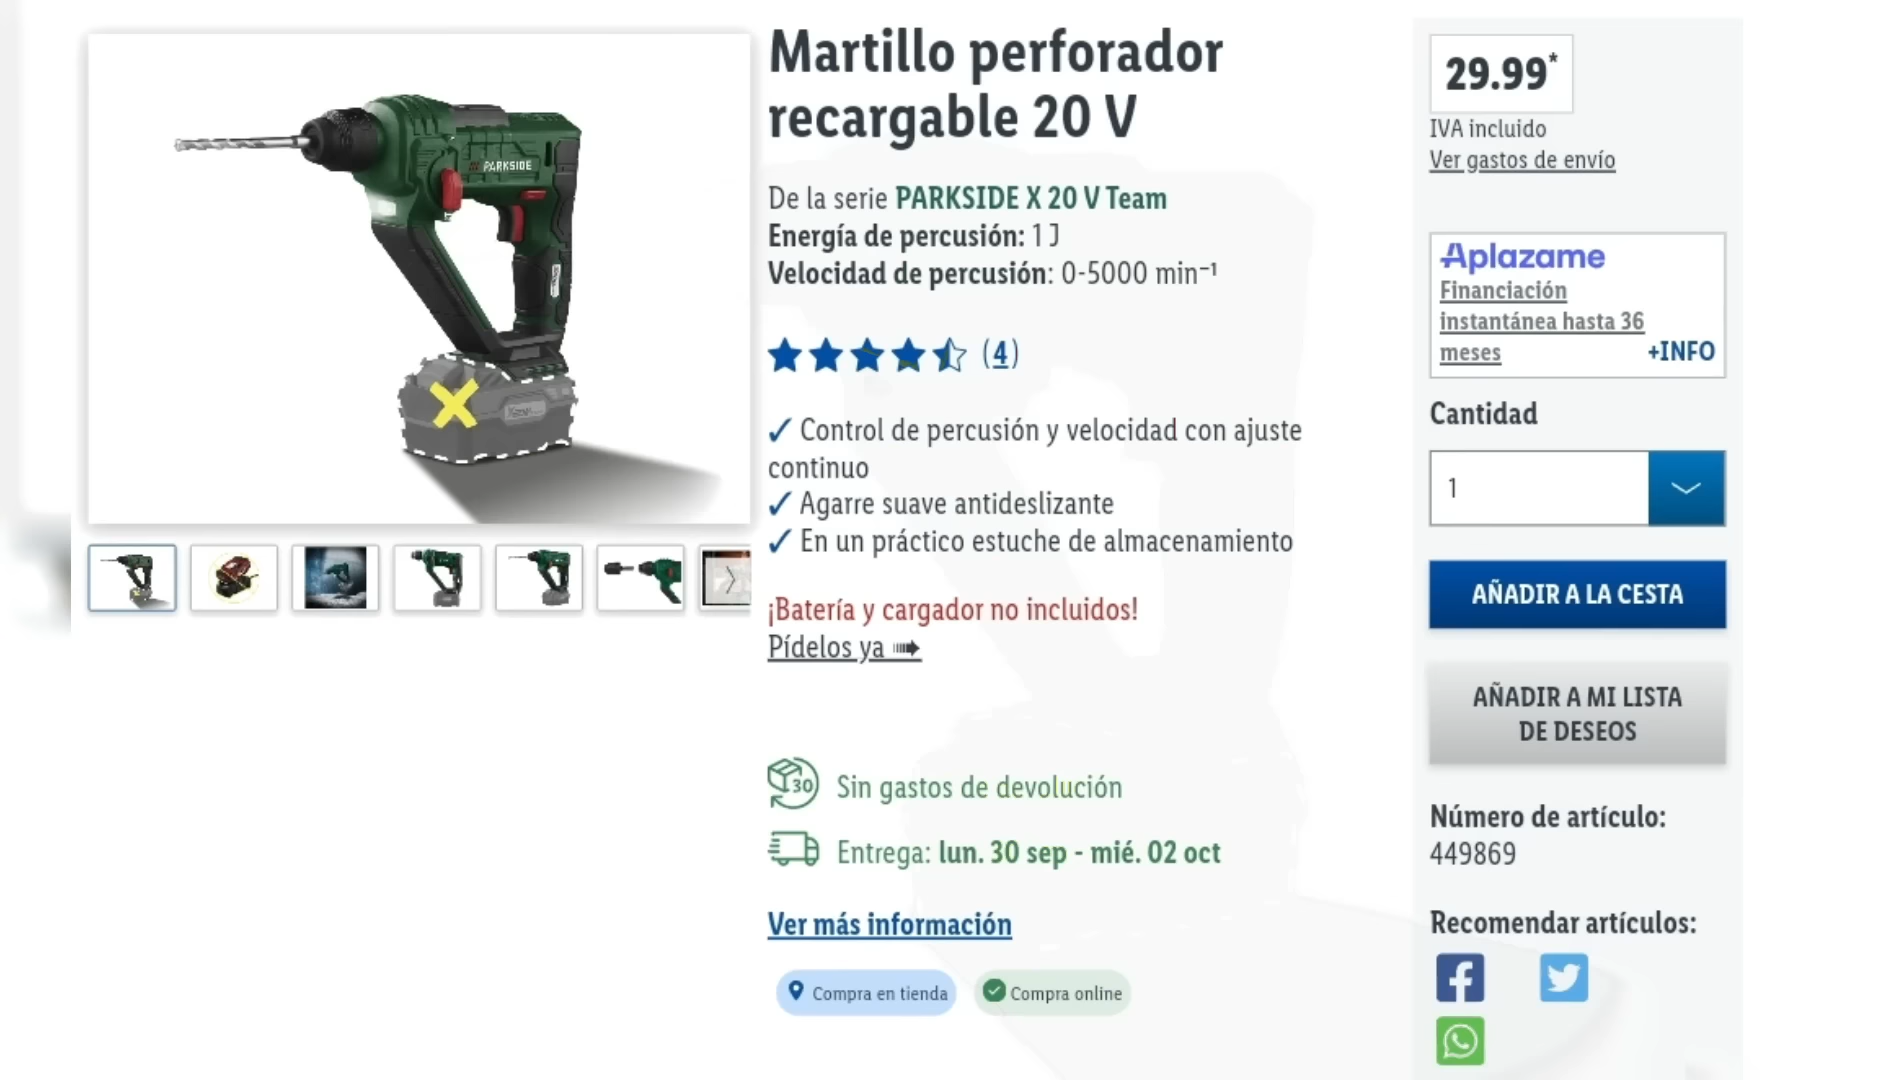 PARKSIDE
Martillo perforador
recargable 20 V
De la serie PARKSIDE X 20 V Team
Energía de percusión: 1 J
Velocidad de percusión: 0-5000 min⁻¹
(4)
✓ Control de percusión y velocidad con ajuste
continuo
✓ Agarre suave antideslizante
✓ En un práctico estuche de almacenamiento
¡Batería y cargador no incluidos!
Pídelos ya ➠
30
Sin gastos de devolución
Entrega: lun. 30 sep - mié. 02 oct
Ver más información
Compra en tienda
Compra online
29.99*
IVA incluido
Ver gastos de envío
Aplazame
Financiación
instantánea hasta 36
meses
+INFO
Cantidad
1
AÑADIR A LA CESTA
AÑADIR A MI LISTA
DE DESEOS
Número de artículo:
449869
Recomendar artículos: